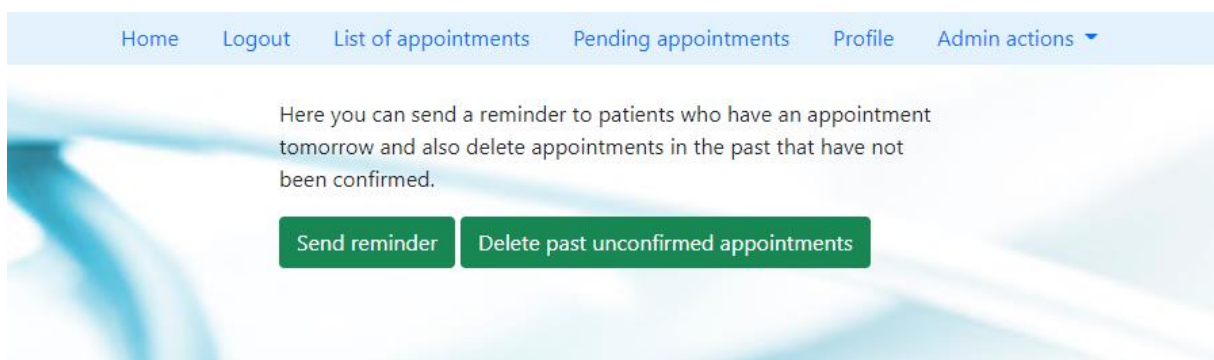 Home Logout List of appointments Pending appointments Profile Admin actions
Here you can send a reminder to patients who have an appointment
tomorrow and also delete appointments in the past that have not
been confirmed.
Send reminder Delete past unconfirmed appointments